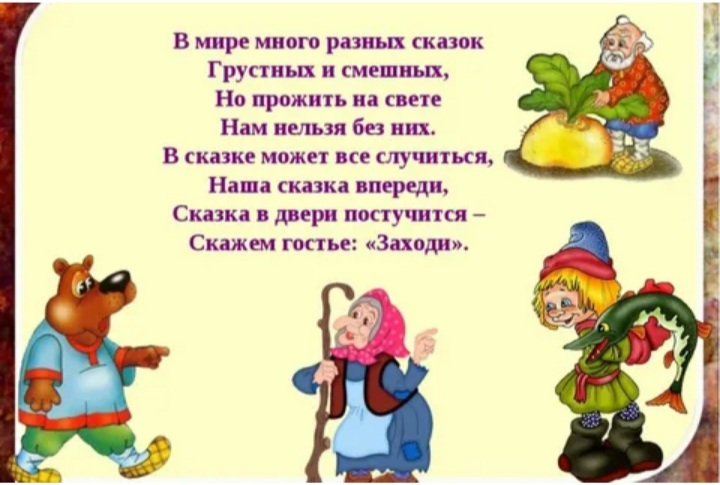 В мире много разных сказок
Грустных и смешных,
Но прожить на свете
Нам нельзя без них.
В сказке может все случиться,
Наша сказка впереди,
Сказка в двери постучится –
Скажем гостье: «Заходи».